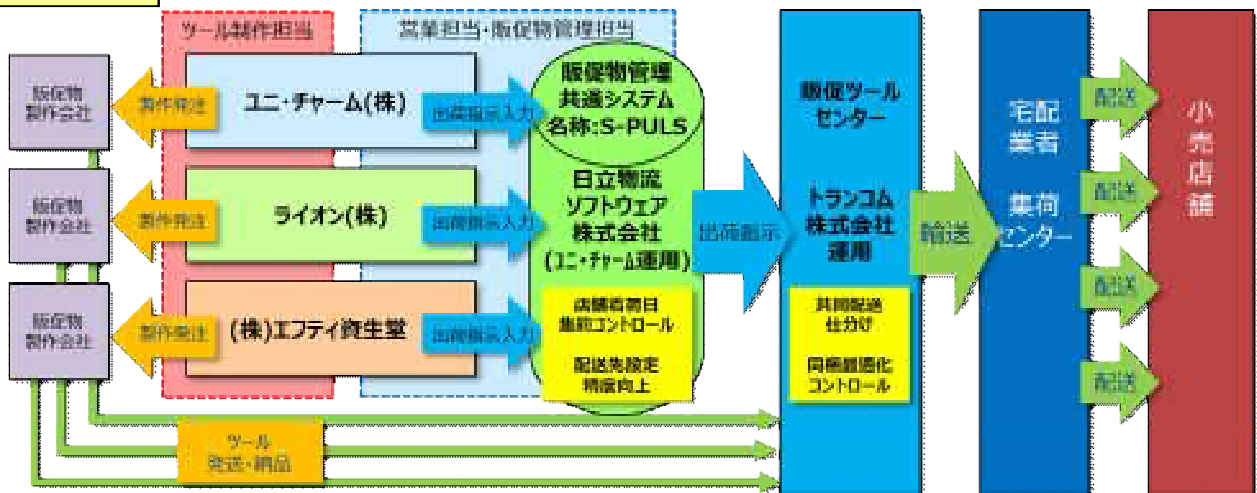 ツール制作担当
営業担当・販促物管理担当
販促物
製作会社
製作発注
ユニ・チャーム(株)
出荷指示入力
販促物管理
共通システム
名称:S-PULS
販促物
製作会社
製作発注
ライオン(株)
出荷指示入力
日立物流
ソフトウェア
株式会社
(ユニ・チャーム運用)
販促物
製作会社
製作発注
(株)エフティ資生堂
出荷指示入力
店舗着荷日
集約コントロール
配送先設定
精度向上
出荷指示
販促ツール
センター
トランコム
株式会社
運用
共同配送
仕分け
同梱最適化
コントロール
輸送
宅配
業者
集荷
センター
配送
配送
配送
配送
小売店舗
ツール
発送・納品